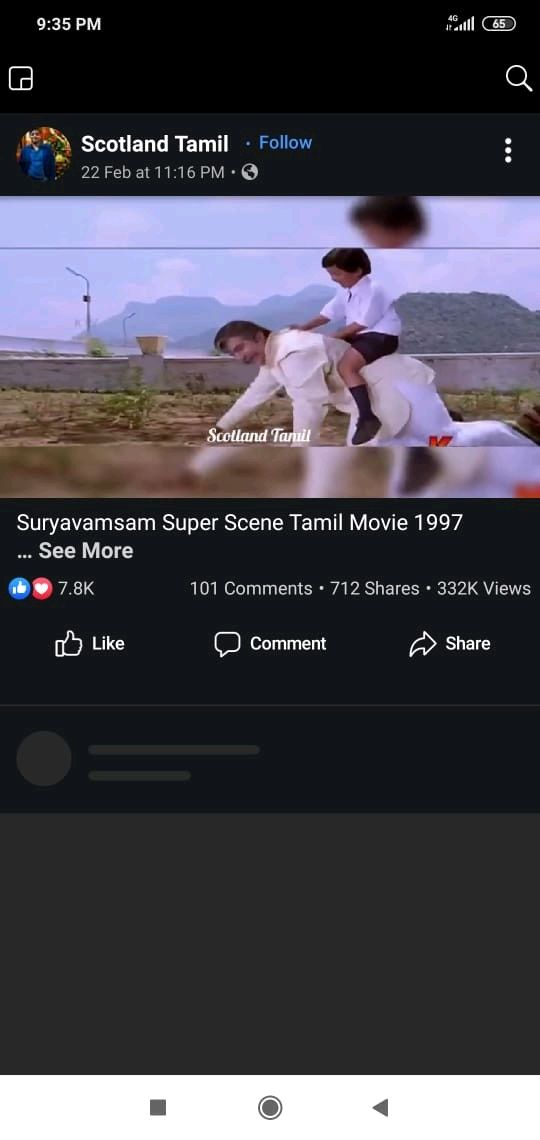 9:35 PM
4G
65
Scotland Tamil · Follow
22 Feb at 11:16 PM •
Scotland Tamil
Suryavamsam Super Scene Tamil Movie 1997
... See More
7.8K
101 Comments • 712 Shares • 332K Views
Like
Comment
Share